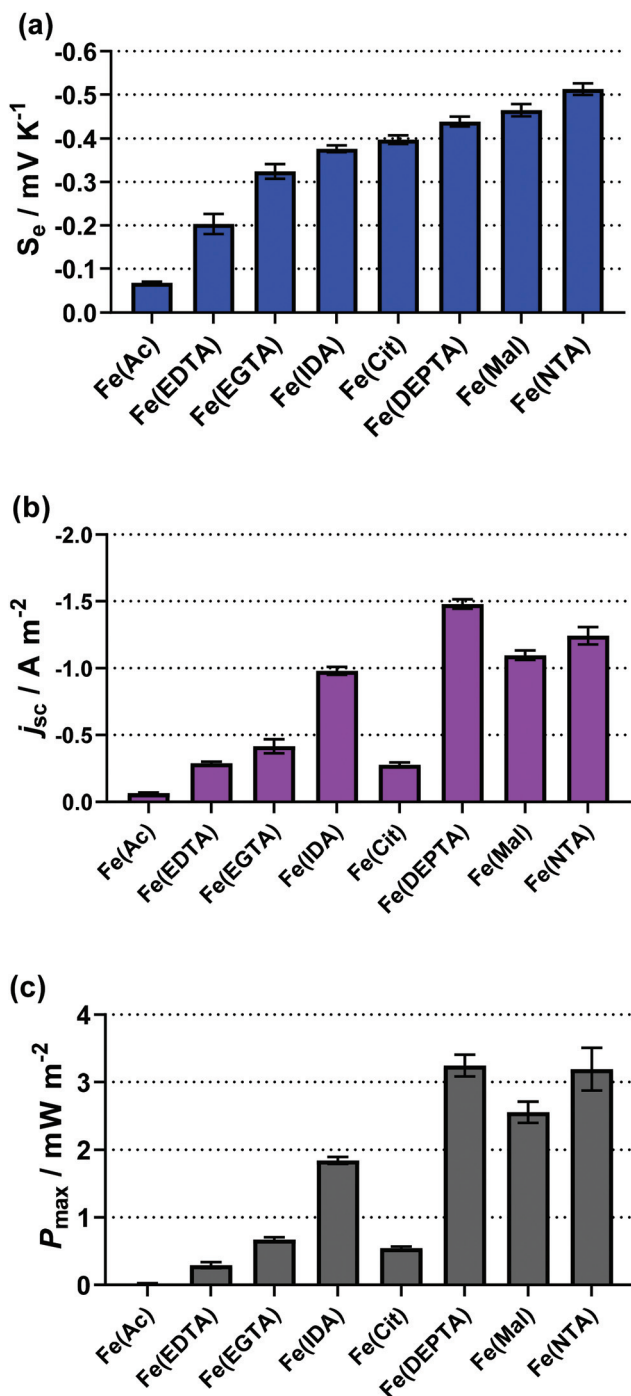 (a)
S_e / mV K⁻¹
-0.6
-0.5
-0.4
-0.3
-0.2
-0.1
0.0
Fe(Ac)
Fe(EDTA)
Fe(EGTA)
Fe(IDA)
Fe(Cit)
Fe(DEPTA)
Fe(Mal)
Fe(NTA)
(b)
j_sc / A m⁻²
-2.0
-1.5
-1.0
-0.5
0.0
Fe(Ac)
Fe(EDTA)
Fe(EGTA)
Fe(IDA)
Fe(Cit)
Fe(DEPTA)
Fe(Mal)
Fe(NTA)
(c)
P_max / mW m⁻²
4
3
2
1
0
Fe(Ac)
Fe(EDTA)
Fe(EGTA)
Fe(IDA)
Fe(Cit)
Fe(DEPTA)
Fe(Mal)
Fe(NTA)